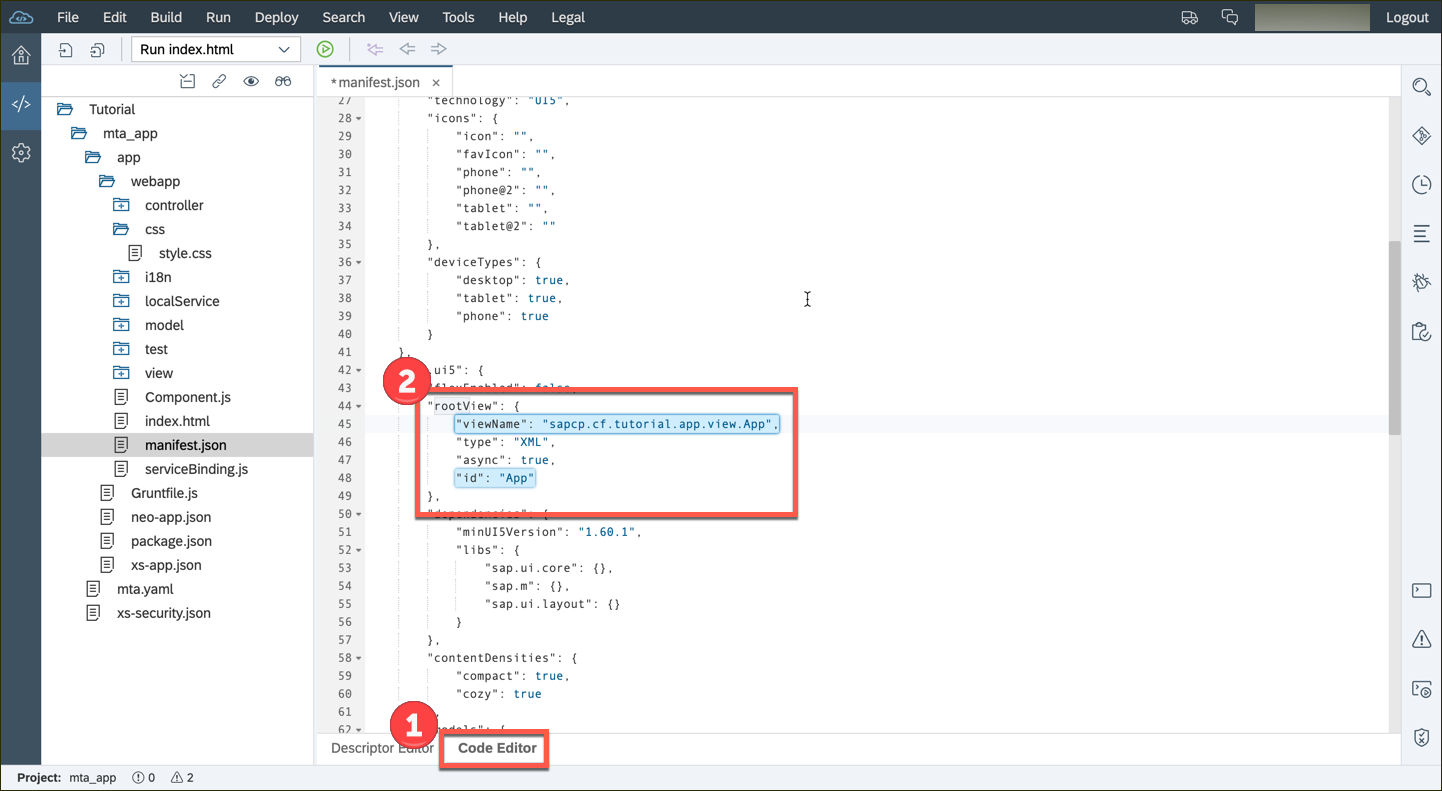 File Edit Build Run Deploy Search View Tools Help Legal Logout
Run index.html
*manifest.json ×
Tutorial
mta_app
app
webapp
controller
css
style.css
i18n
localService
model
test
view
Component.js
index.html
manifest.json
serviceBinding.js
Gruntfile.js
neo-app.json
package.json
xs-app.json
mta.yaml
xs-security.json
27 "technology": "UI5",
28 "icons": {
29 "icon": "",
30 "favIcon": "",
31 "phone": "",
32 "phone@2": "",
33 "tablet": "",
34 "tablet@2": ""
35 },
36 "deviceTypes": {
37 "desktop": true,
38 "tablet": true,
39 "phone": true
40 }
41 },
42 .ui5": {
43 "flexEnabled": false,
2
44 "rootView": {
45 "viewName": "sapcp.cf.tutorial.app.view.App",
46 "type": "XML",
47 "async": true,
48 "id": "App"
49 },
50 "dependencies": {
51 "minUI5Version": "1.60.1",
52 "libs": {
53 "sap.ui.core": {},
54 "sap.m": {},
55 "sap.ui.layout": {}
56 }
57 },
58 "contentDensities": {
59 "compact": true,
60 "cozy": true
61 ,
62 models": {
1
Descriptor Editor Code Editor
Project: mta_app 0 2